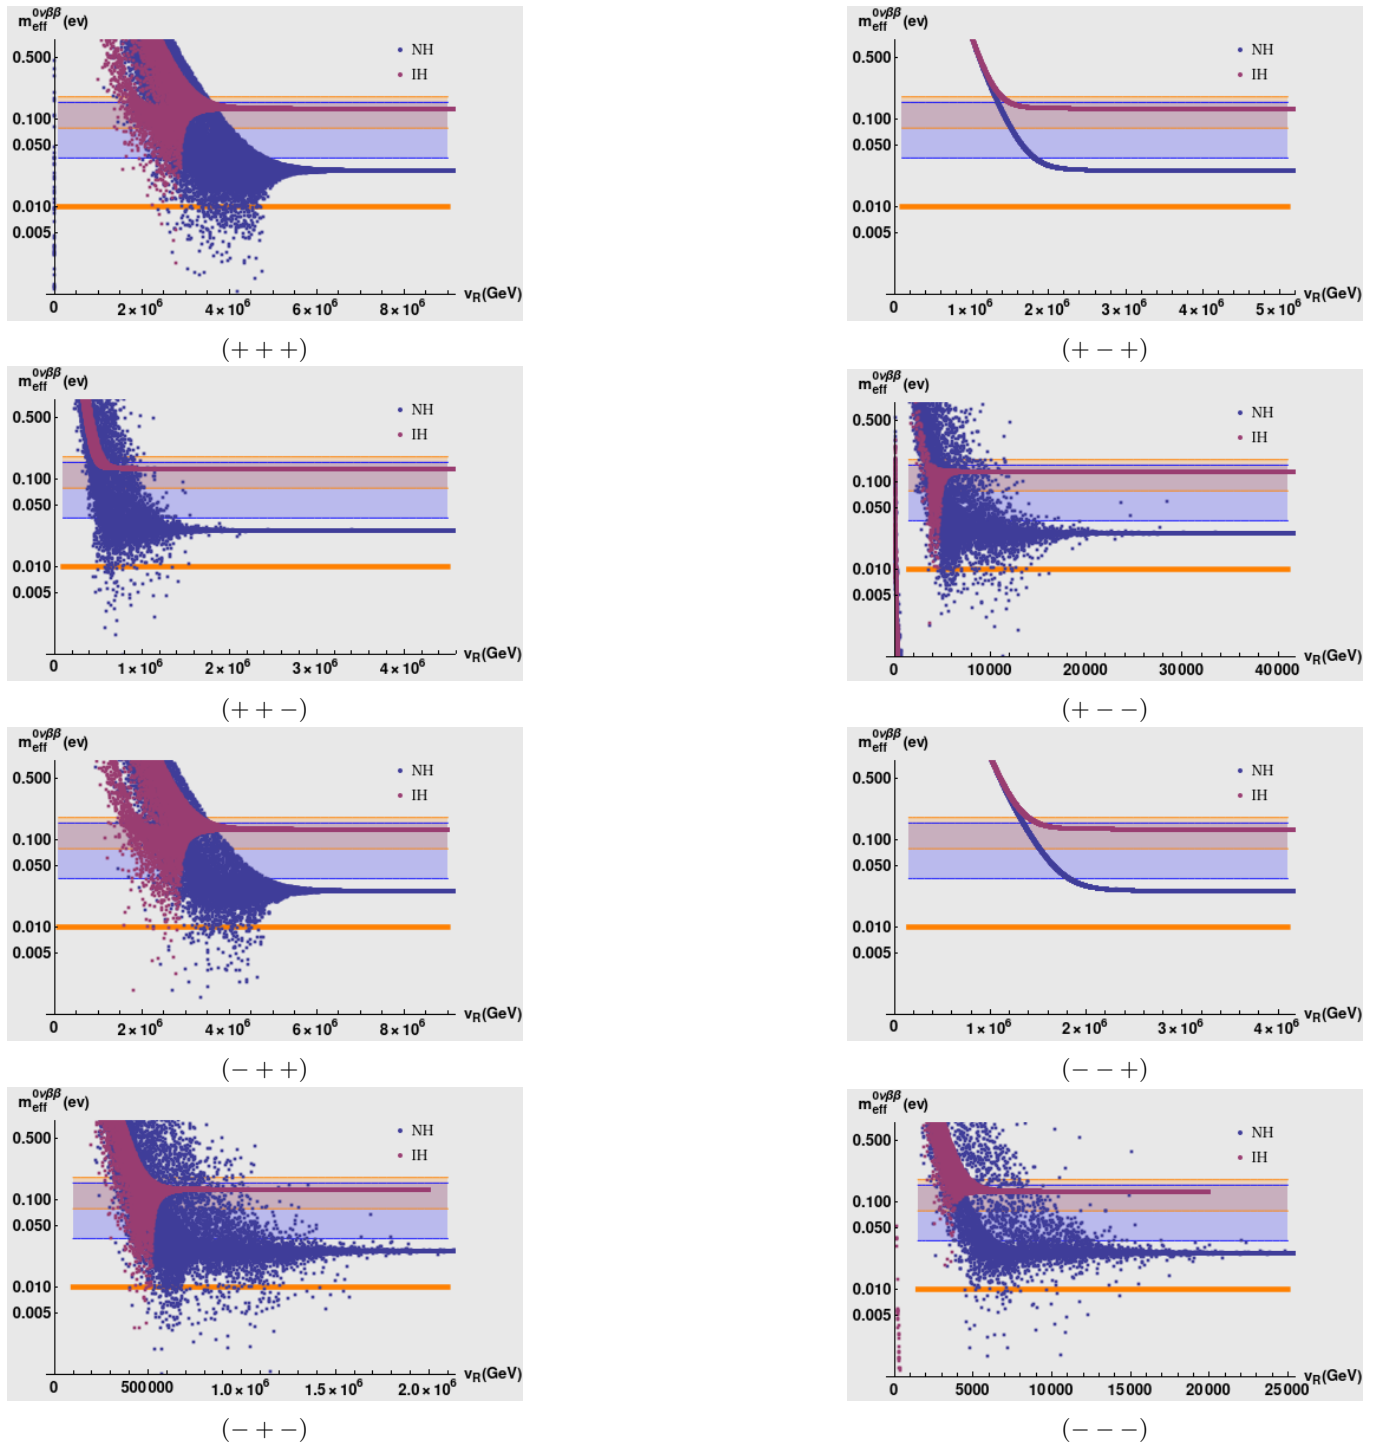 m_eff^0νββ (ev) m_eff^0νββ (ev)
NH NH
0.500 0.500
IH IH
0.100 0.100
0.050 0.050
0.010 0.010
0.005 0.005
v_R(GeV) v_R(GeV)
0 2×10^6 4×10^6 6×10^6 8×10^6 0 1×10^6 2×10^6 3×10^6 4×10^6 5×10^6
(+ + +) (+ − +)
m_eff^0νββ (ev) m_eff^0νββ (ev)
NH NH
0.500 0.500
IH IH
0.100 0.100
0.050 0.050
0.010 0.010
0.005 0.005
v_R(GeV) v_R(GeV)
0 1×10^6 2×10^6 3×10^6 4×10^6 0 10000 20000 30000 40000
(+ + −) (+ − −)
m_eff^0νββ (ev) m_eff^0νββ (ev)
NH NH
0.500 0.500
IH IH
0.100 0.100
0.050 0.050
0.010 0.010
0.005 0.005
v_R(GeV) v_R(GeV)
0 2×10^6 4×10^6 6×10^6 8×10^6 0 1×10^6 2×10^6 3×10^6 4×10^6
(− + +) (− − +)
m_eff^0νββ (ev) m_eff^0νββ (ev)
NH NH
0.500 0.500
IH IH
0.100 0.100
0.050 0.050
0.010 0.010
0.005 0.005
v_R(GeV) v_R(GeV)
0 500000 1.0×10^6 1.5×10^6 2.0×10^6 0 5000 10000 15000 20000 25000
(− + −) (− − −)